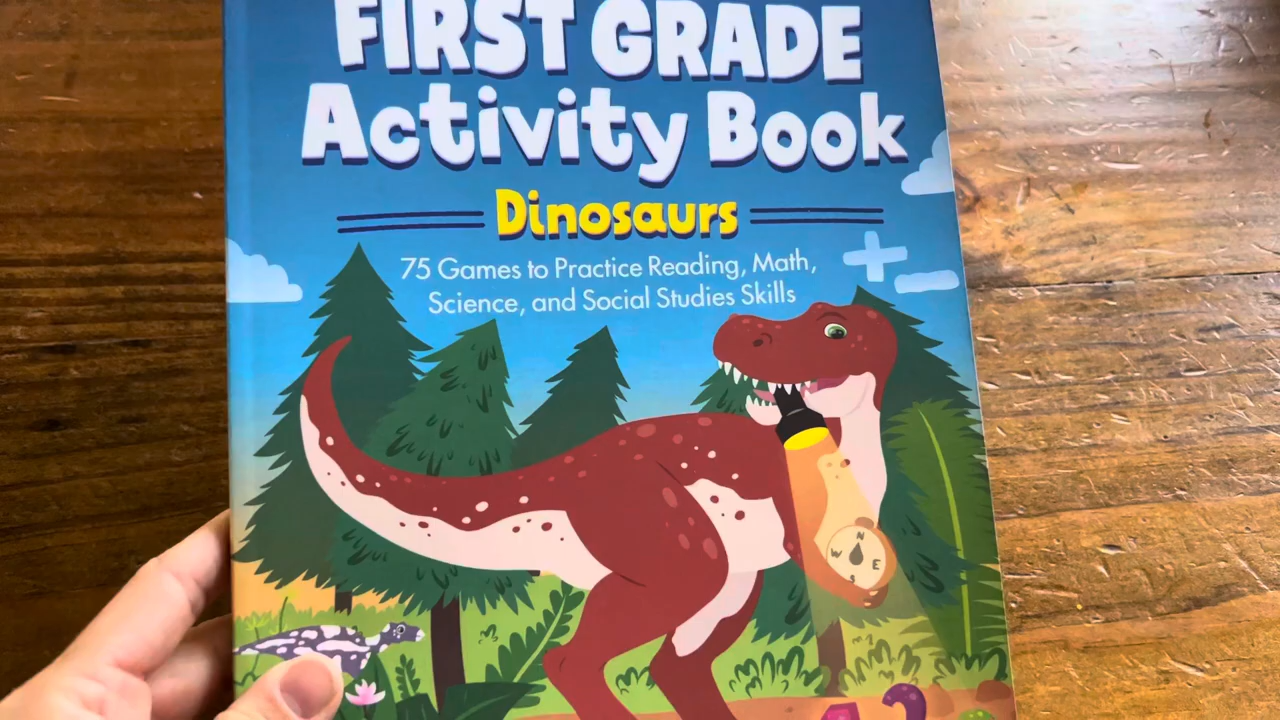 FIRST GRADE
Activity Book
Dinosaurs
75 Games to Practice Reading, Math,
Science, and Social Studies Skills
N
W E
S